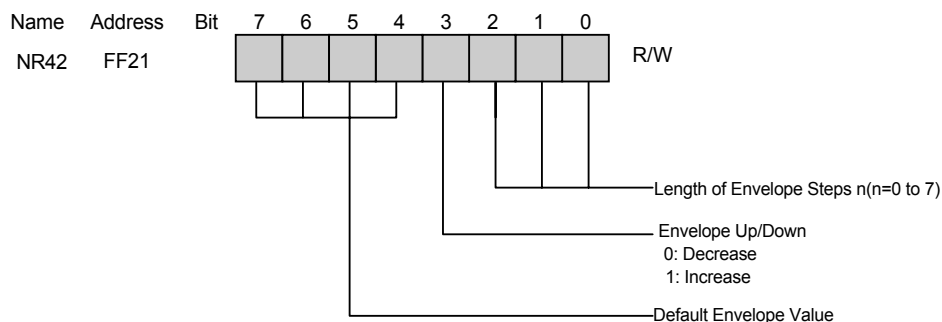 Name Address Bit 7 6 5 4 3 2 1 0
NR42 FF21 R/W
Length of Envelope Steps n(n=0 to 7)
Envelope Up/Down
0: Decrease
1: Increase
Default Envelope Value